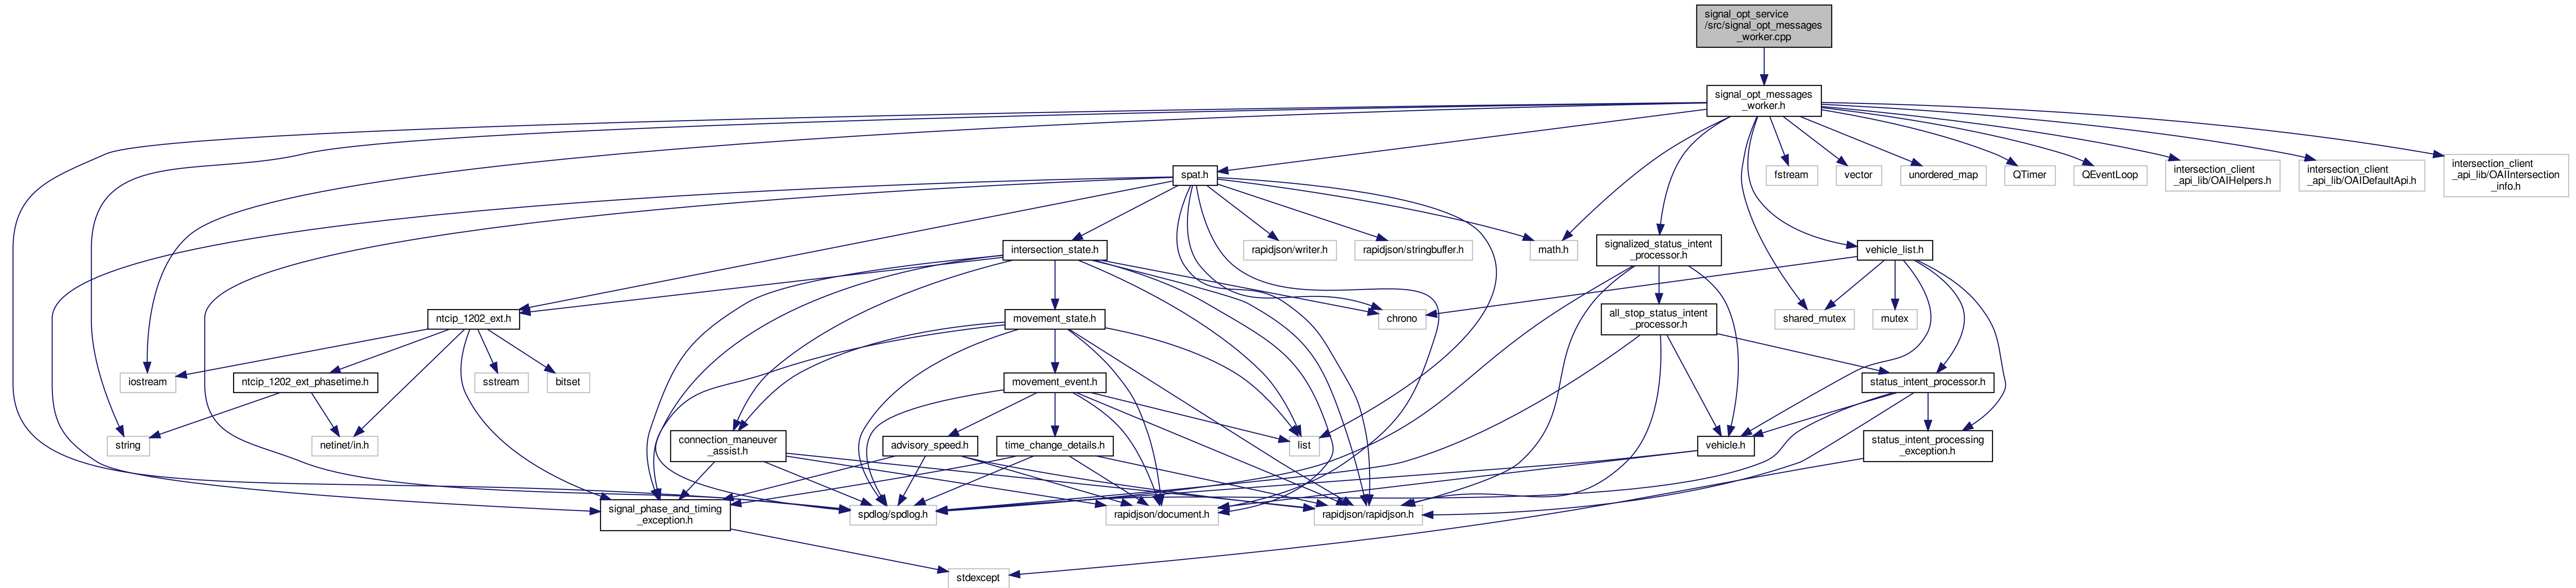 signal_opt_service
/src/signal_opt_messages
_worker.cpp
signal_opt_messages
_worker.h
spat.h
fstream
vector
unordered_map
QTimer
QEventLoop
intersection_client
_api_lib/OAIHelpers.h
intersection_client
_api_lib/OAIDefaultApi.h
intersection_client
_api_lib/OAIIntersection
_info.h
intersection_state.h
rapidjson/writer.h
rapidjson/stringbuffer.h
math.h
signalized_status_intent
_processor.h
vehicle_list.h
ntcip_1202_ext.h
movement_state.h
chrono
all_stop_status_intent
_processor.h
shared_mutex
mutex
iostream
ntcip_1202_ext_phasetime.h
sstream
bitset
movement_event.h
status_intent_processor.h
string
netinet/in.h
connection_maneuver
_assist.h
advisory_speed.h
time_change_details.h
list
vehicle.h
status_intent_processing
_exception.h
signal_phase_and_timing
_exception.h
spdlog/spdlog.h
rapidjson/document.h
rapidjson/rapidjson.h
stdexcept